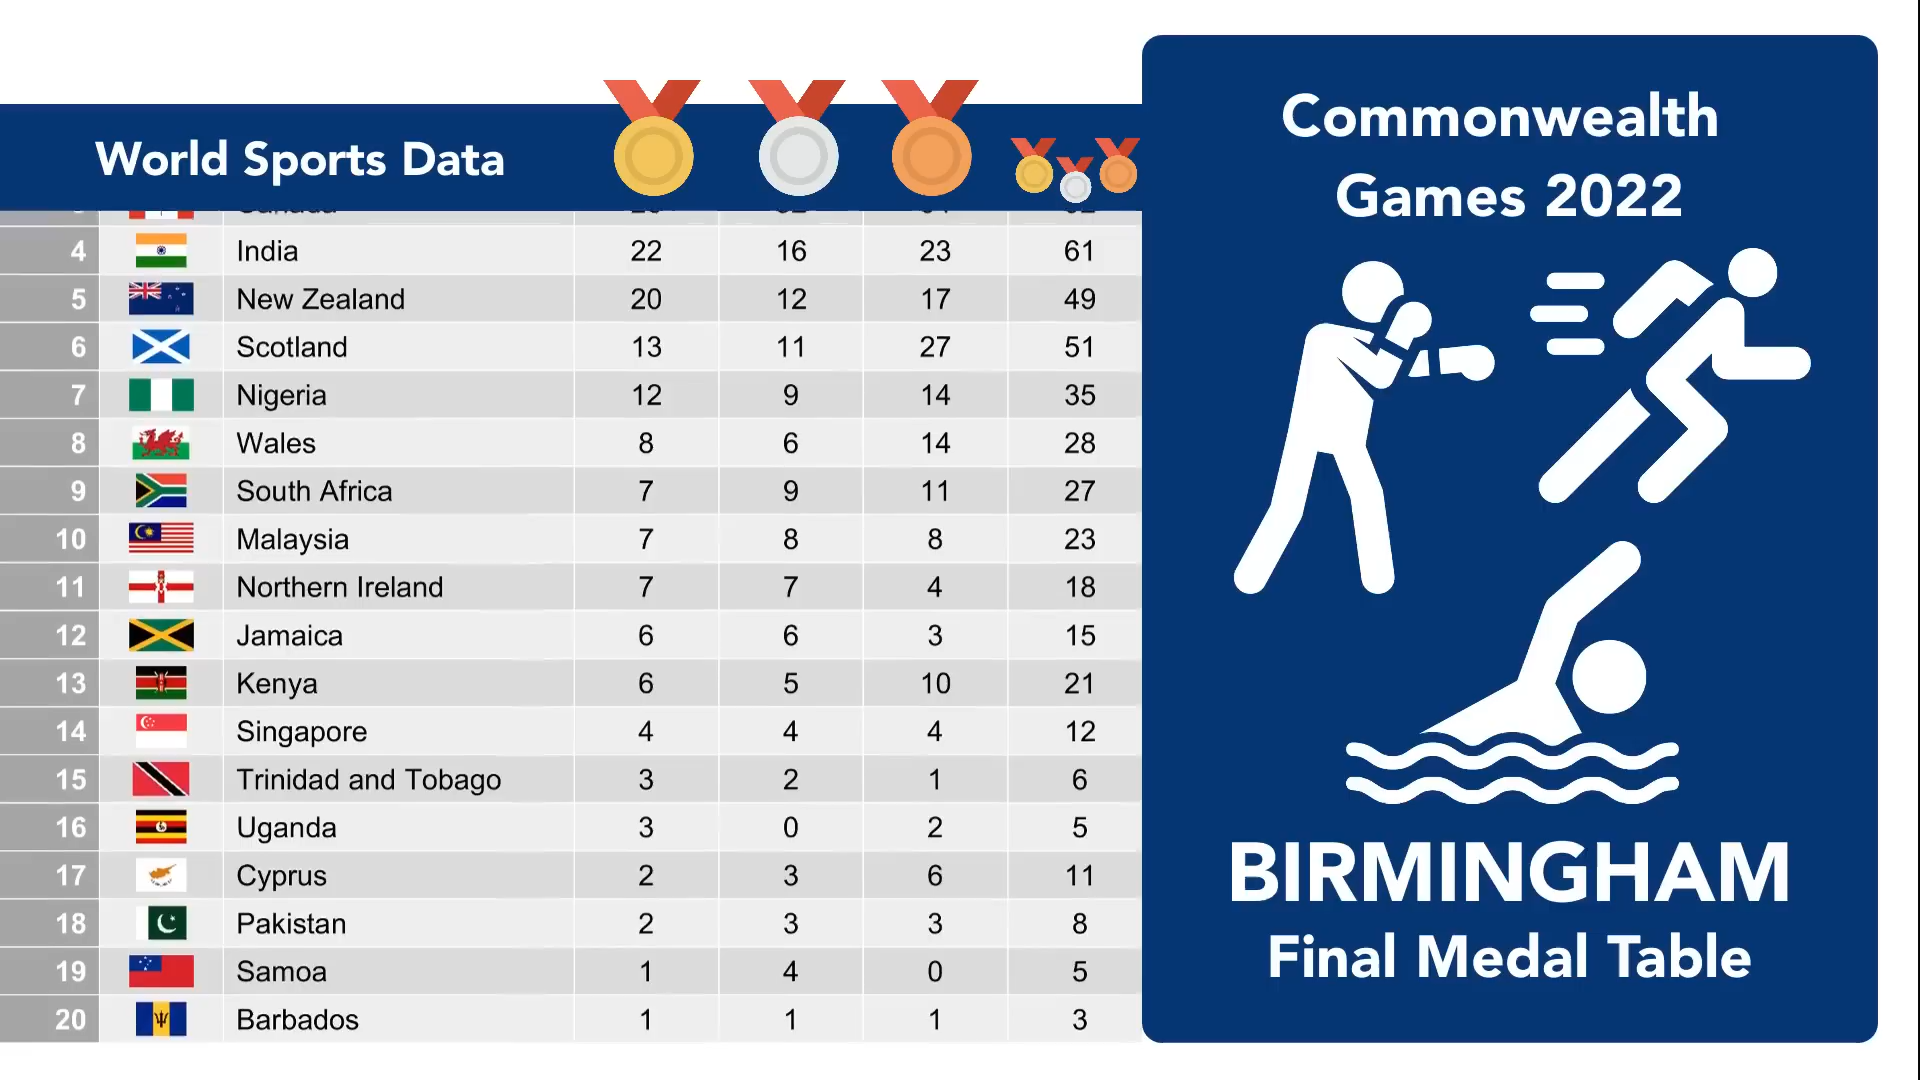 World Sports Data
4 India 22 16 23 61
5 New Zealand 20 12 17 49
6 Scotland 13 11 27 51
7 Nigeria 12 9 14 35
8 Wales 8 6 14 28
9 South Africa 7 9 11 27
10 Malaysia 7 8 8 23
11 Northern Ireland 7 7 4 18
12 Jamaica 6 6 3 15
13 Kenya 6 5 10 21
14 Singapore 4 4 4 12
15 Trinidad and Tobago 3 2 1 6
16 Uganda 3 0 2 5
17 Cyprus 2 3 6 11
18 Pakistan 2 3 3 8
19 Samoa 1 4 0 5
20 Barbados 1 1 1 3
Commonwealth
Games 2022
BIRMINGHAM
Final Medal Table